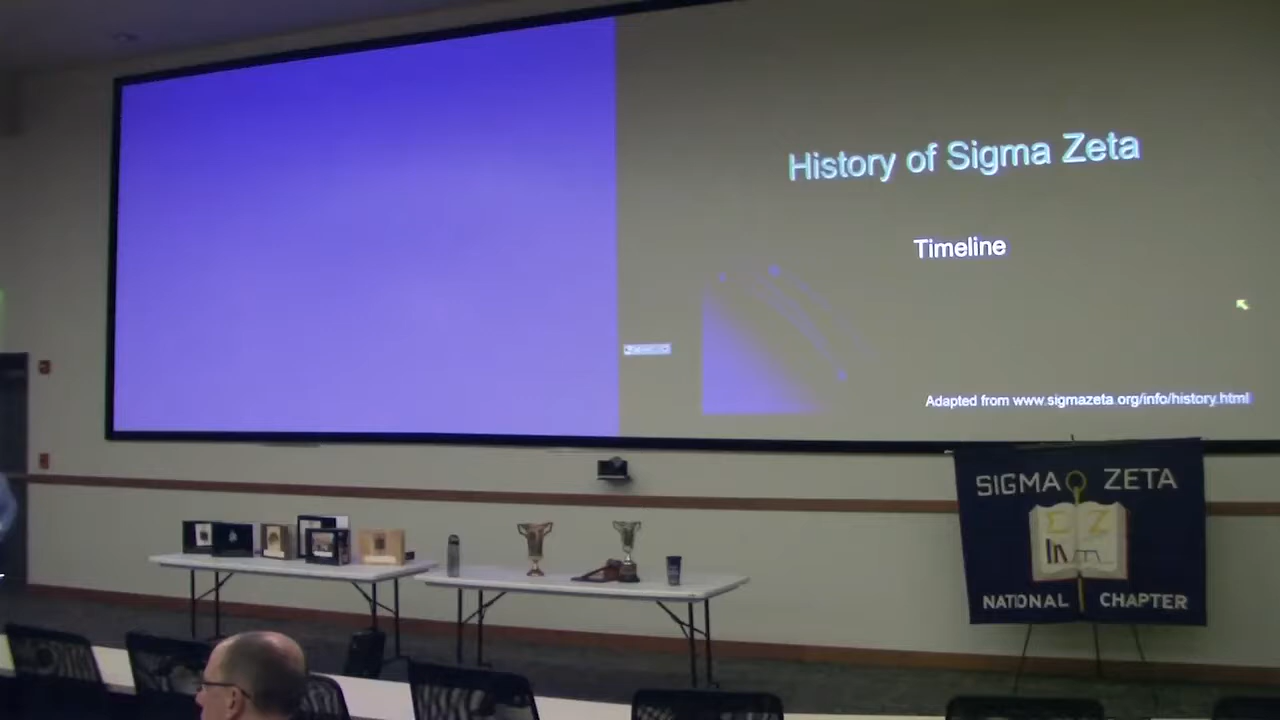 History of Sigma Zeta
Timeline
Adapted from www.sigmazeta.org/info/history.html
SIGMA ZETA
Σ Ζ
NATIONAL CHAPTER